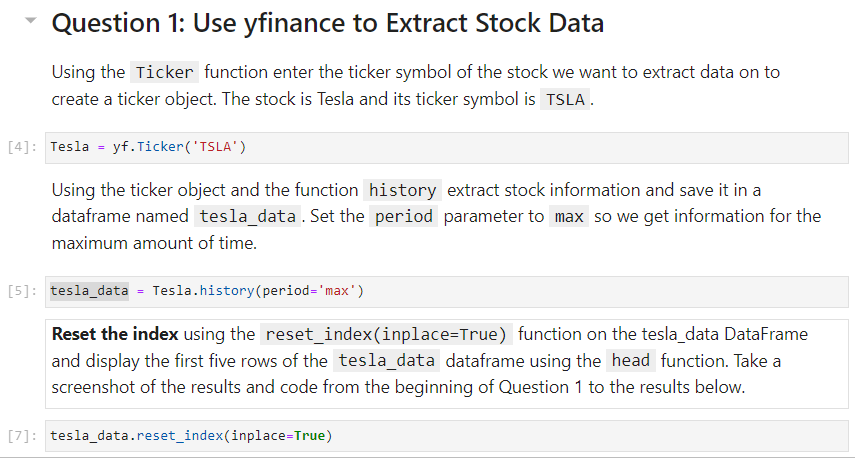 Question 1: Use yfinance to Extract Stock Data
Using the Ticker function enter the ticker symbol of the stock we want to extract data on to
create a ticker object. The stock is Tesla and its ticker symbol is TSLA.
[4]: Tesla = yf.Ticker('TSLA')
Using the ticker object and the function history extract stock information and save it in a
dataframe named tesla_data. Set the period parameter to max so we get information for the
maximum amount of time.
[5]: tesla_data = Tesla.history(period='max')
Reset the index using the reset_index(inplace=True) function on the tesla_data DataFrame
and display the first five rows of the tesla_data dataframe using the head function. Take a
screenshot of the results and code from the beginning of Question 1 to the results below.
[7]: tesla_data.reset_index(inplace=True)